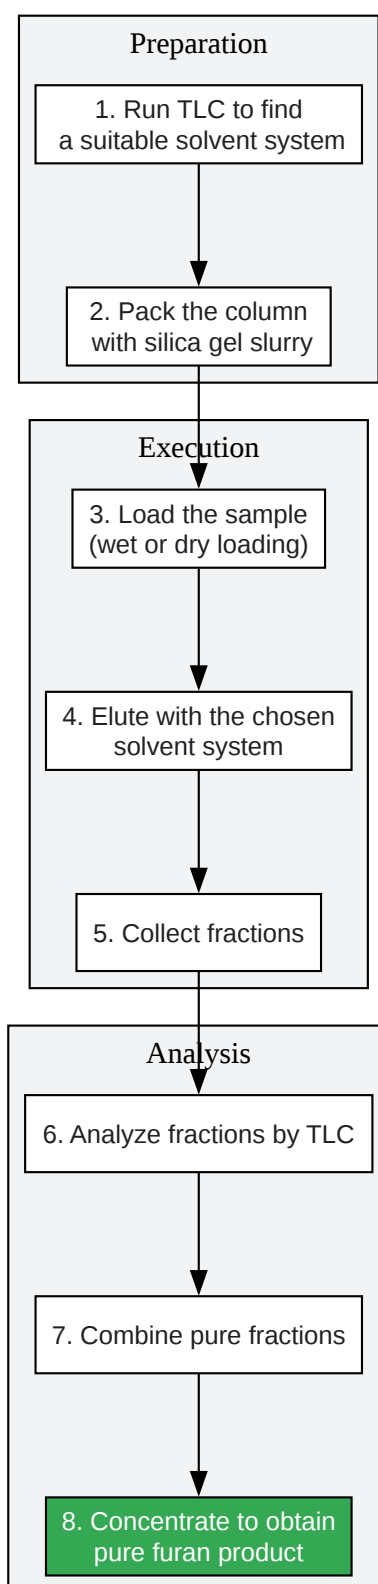 Preparation
1. Run TLC to find
a suitable solvent system
2. Pack the column
with silica gel slurry
Execution
3. Load the sample
(wet or dry loading)
4. Elute with the chosen
solvent system
5. Collect fractions
Analysis
6. Analyze fractions by TLC
7. Combine pure fractions
8. Concentrate to obtain
pure furan product